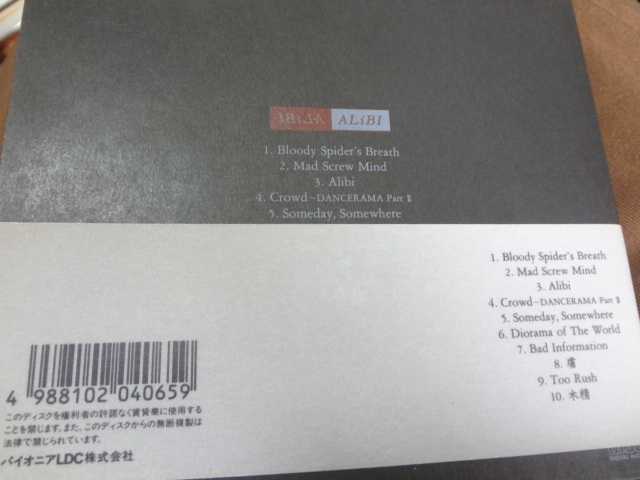 ALiBI ALiBI
1. Bloody Spider's Breath
2. Mad Screw Mind
3. Alibi
4. Crowd~DANCERAMA Part Ⅱ
5. Someday, Somewhere
1. Bloody Spider's Breath
2. Mad Screw Mind
3. Alibi
4. Crowd~DANCERAMA Part Ⅱ
5. Someday, Somewhere
6. Diorama of The World
7. Bad Information
8. 虜
9. Too Rush
10. 水精
4 988102 040659
このディスクを権利者の許諾なく賃貸業に使用する
ことを禁じます。また、このディスクからの無断複製は
法律で禁じられています。
パイオニアLDC株式会社